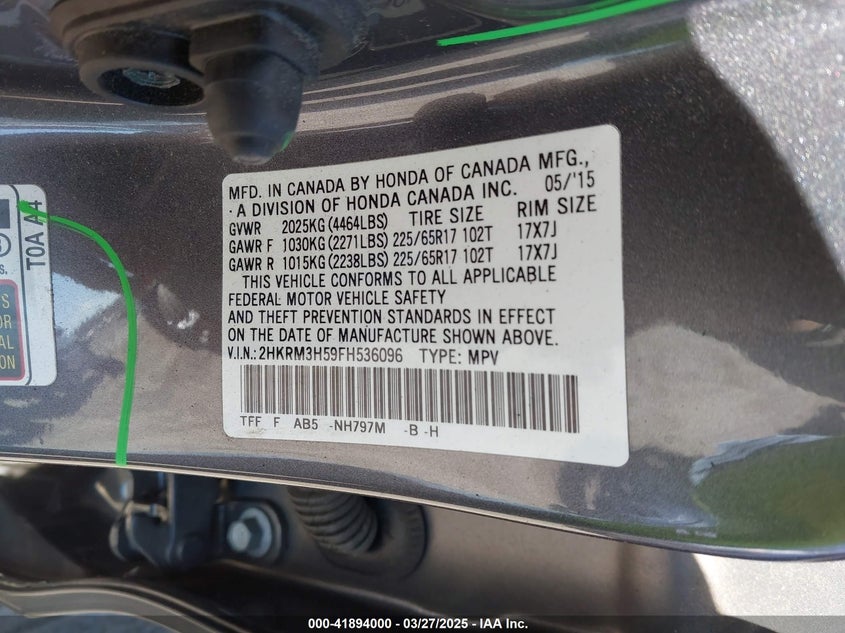 MFD. IN CANADA BY HONDA OF CANADA MFG.,
· A DIVISION OF HONDA CANADA INC. 05/'15
GVWR 2025KG (4464LBS) TIRE SIZE RIM SIZE
GAWR F 1030KG (2271LBS) 225/65R17 102T 17X7J
GAWR R 1015KG (2238LBS) 225/65R17 102T 17X7J
THIS VEHICLE CONFORMS TO ALL APPLICABLE
FEDERAL MOTOR VEHICLE SAFETY
AND THEFT PREVENTION STANDARDS IN EFFECT
ON THE DATE OF MANUFACTURE SHOWN ABOVE.
V.I.N.: 2HKRM3H59FH536096 TYPE: MPV
TFF F AB5 -NH797M -B -H
T0A A4
000-41894000 - 03/27/2025 - IAA Inc.